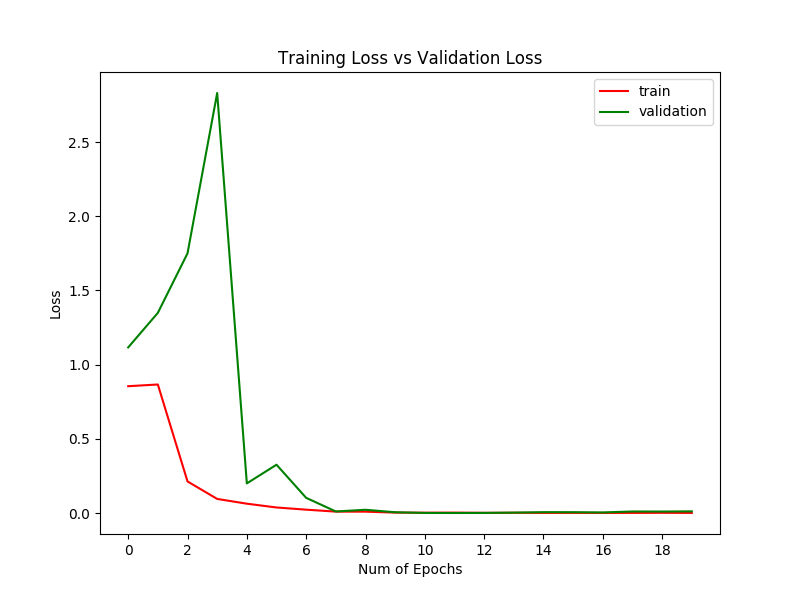 Training Loss vs Validation Loss
train
validation
2.5
2.0
1.5
1.0
0.5
0.0
Loss
0 2 4 6 8 10 12 14 16 18
Num of Epochs